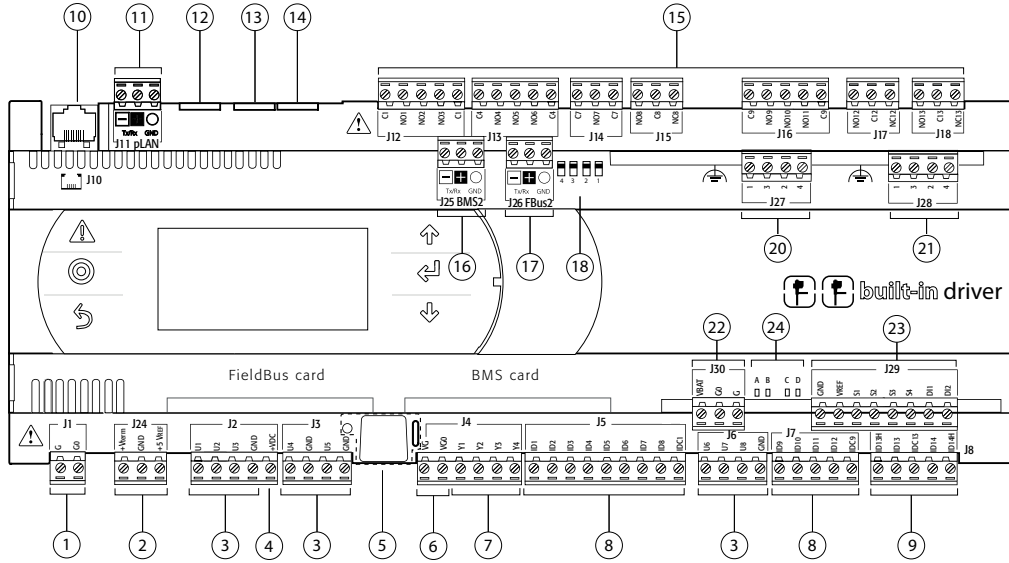 10 11 12 13 14 15
C1 NO1 NO2 NO3 C1
C4 NO4 NO5 NO6 C4
C7 NO7 C7
NO8 C8 NC8
C9 NO9 NO10 NO11 C9
NO12 C12 NC12
NO13 C13 NC13
J12 J13 J14 J15 J16 J17 J18
Tx/Rx GND
J11 pLAN
J10
Tx/Rx GND
J25 BMS2
Tx/Rx GND
J26 FBus2
4 3 2 1
1 3 2 4
J27
1 3 2 4
J28
16 17 18 20 21
built-in driver
22 24 23
J30
VBAT G0 G
A B C D
J29
GND VREF S1 S2 S3 S4 DI1 DI2
FieldBus card BMS card
J1
G G0
J24
+Vterm GND +5 VREF
J2
U1 U2 U3 GND +VDC
J3
U4 GND U5 GND
J4
VG VG0 Y1 Y2 Y3 Y4
J5
ID1 ID2 ID3 ID4 ID5 ID6 ID7 ID8 IDC1
J6
U6 U7 U8 GND
J7
ID9 ID10 ID11 ID12 IDC9
ID13H ID13 IDC13 ID14 ID14H
J8
1 2 3 4 3 5 6 7 8 3 8 9